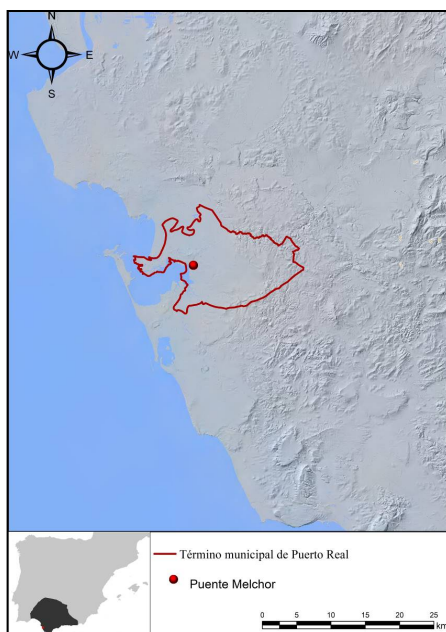 N
W E
S
Término municipal de Puerto Real
Puente Melchor
0 5 10 15 20 25
km